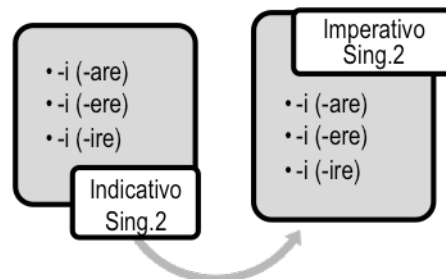 • -i (-are)
• -i (-ere)
• -i (-ire)
Indicativo
Sing.2
Imperativo
Sing.2
• -i (-are)
• -i (-ere)
• -i (-ire)